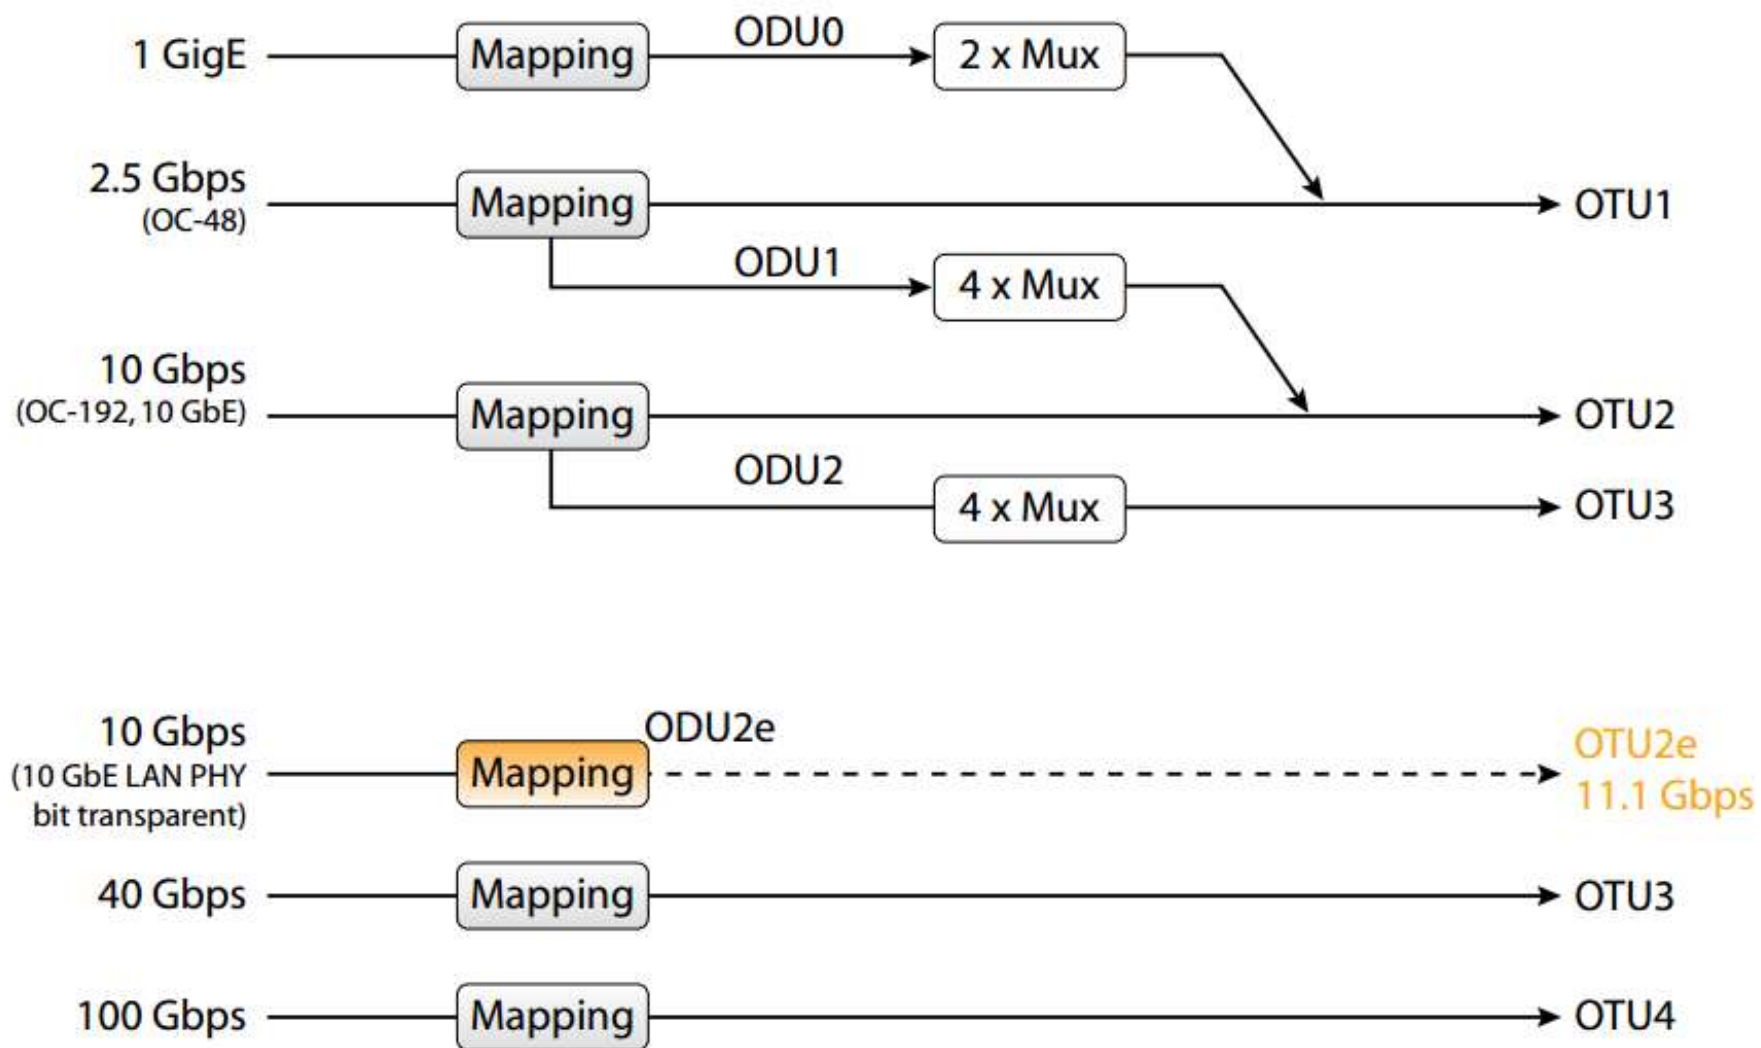 1 GigE
Mapping
ODU0
2 x Mux
2.5 Gbps
(OC-48)
Mapping
OTU1
ODU1
4 x Mux
10 Gbps
(OC-192, 10 GbE)
Mapping
OTU2
ODU2
4 x Mux
OTU3
10 Gbps
(10 GbE LAN PHY
bit transparent)
Mapping
ODU2e
OTU2e
11.1 Gbps
40 Gbps
Mapping
OTU3
100 Gbps
Mapping
OTU4